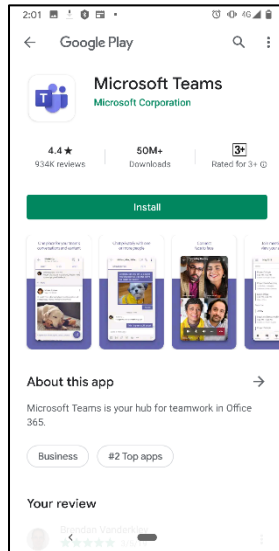 2:01
4G
Google Play
Microsoft Teams
Microsoft Corporation
4.4★
934K reviews
50M+
Downloads
3+
Rated for 3+
Install
About this app
Microsoft Teams is your hub for teamwork in Office
365.
Business
#2 Top apps
Your review
Brendan Vonderkley